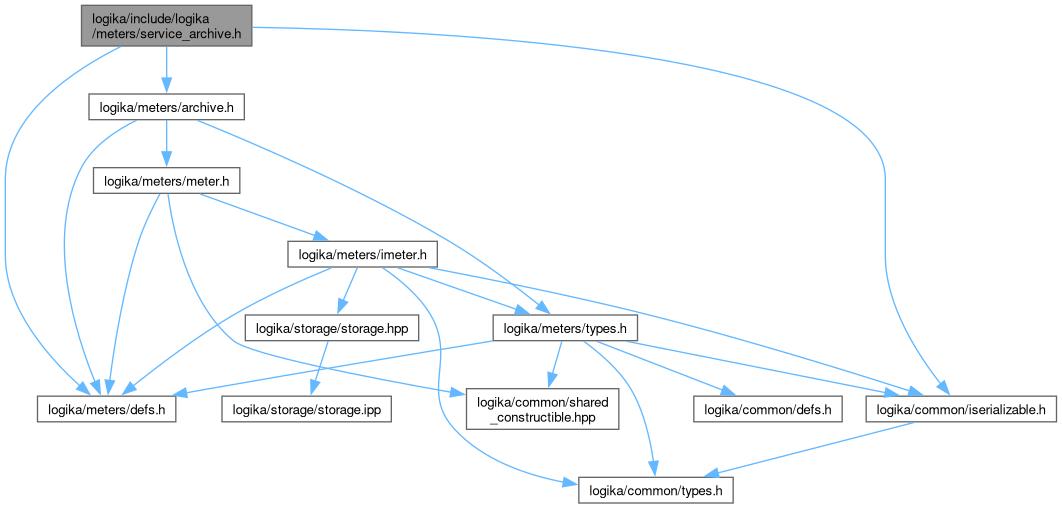 logika/include/logika
/meters/service_archive.h
logika/meters/archive.h
logika/meters/meter.h
logika/meters/imeter.h
logika/storage/storage.hpp
logika/meters/types.h
logika/meters/defs.h
logika/storage/storage.ipp
logika/common/shared
_constructible.hpp
logika/common/defs.h
logika/common/iserializable.h
logika/common/types.h